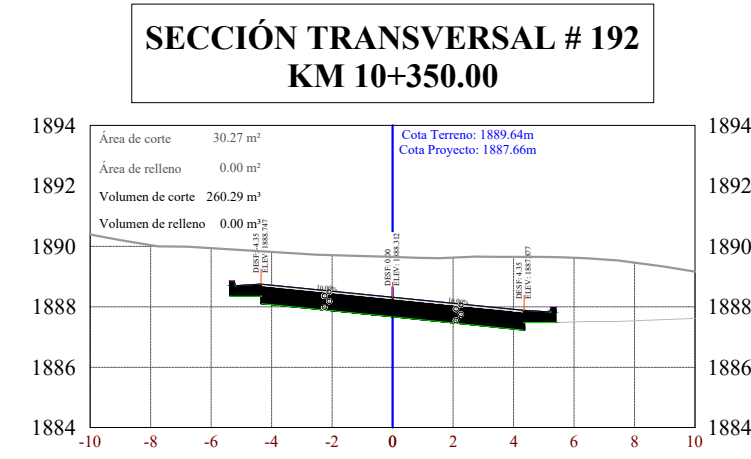 SECCIÓN TRANSVERSAL # 192
KM 10+350.00
1894 1894
Área de corte 30.27 m²
Cota Terreno: 1889.64m
Cota Proyecto: 1887.66m
Área de relleno 0.00 m²
1892 1892
Volumen de corte 260.29 m³
Volumen de relleno 0.00 m³
1890 1890
DESF: -4.35
ELEV: 1888.747
DESF: 0.00
ELEV: 1888.312
DESF: 4.35
ELEV: 1887.877
1888 1888
10.00%
10.00%
1886 1886
1884 1884
-10 -8 -6 -4 -2 0 2 4 6 8 10